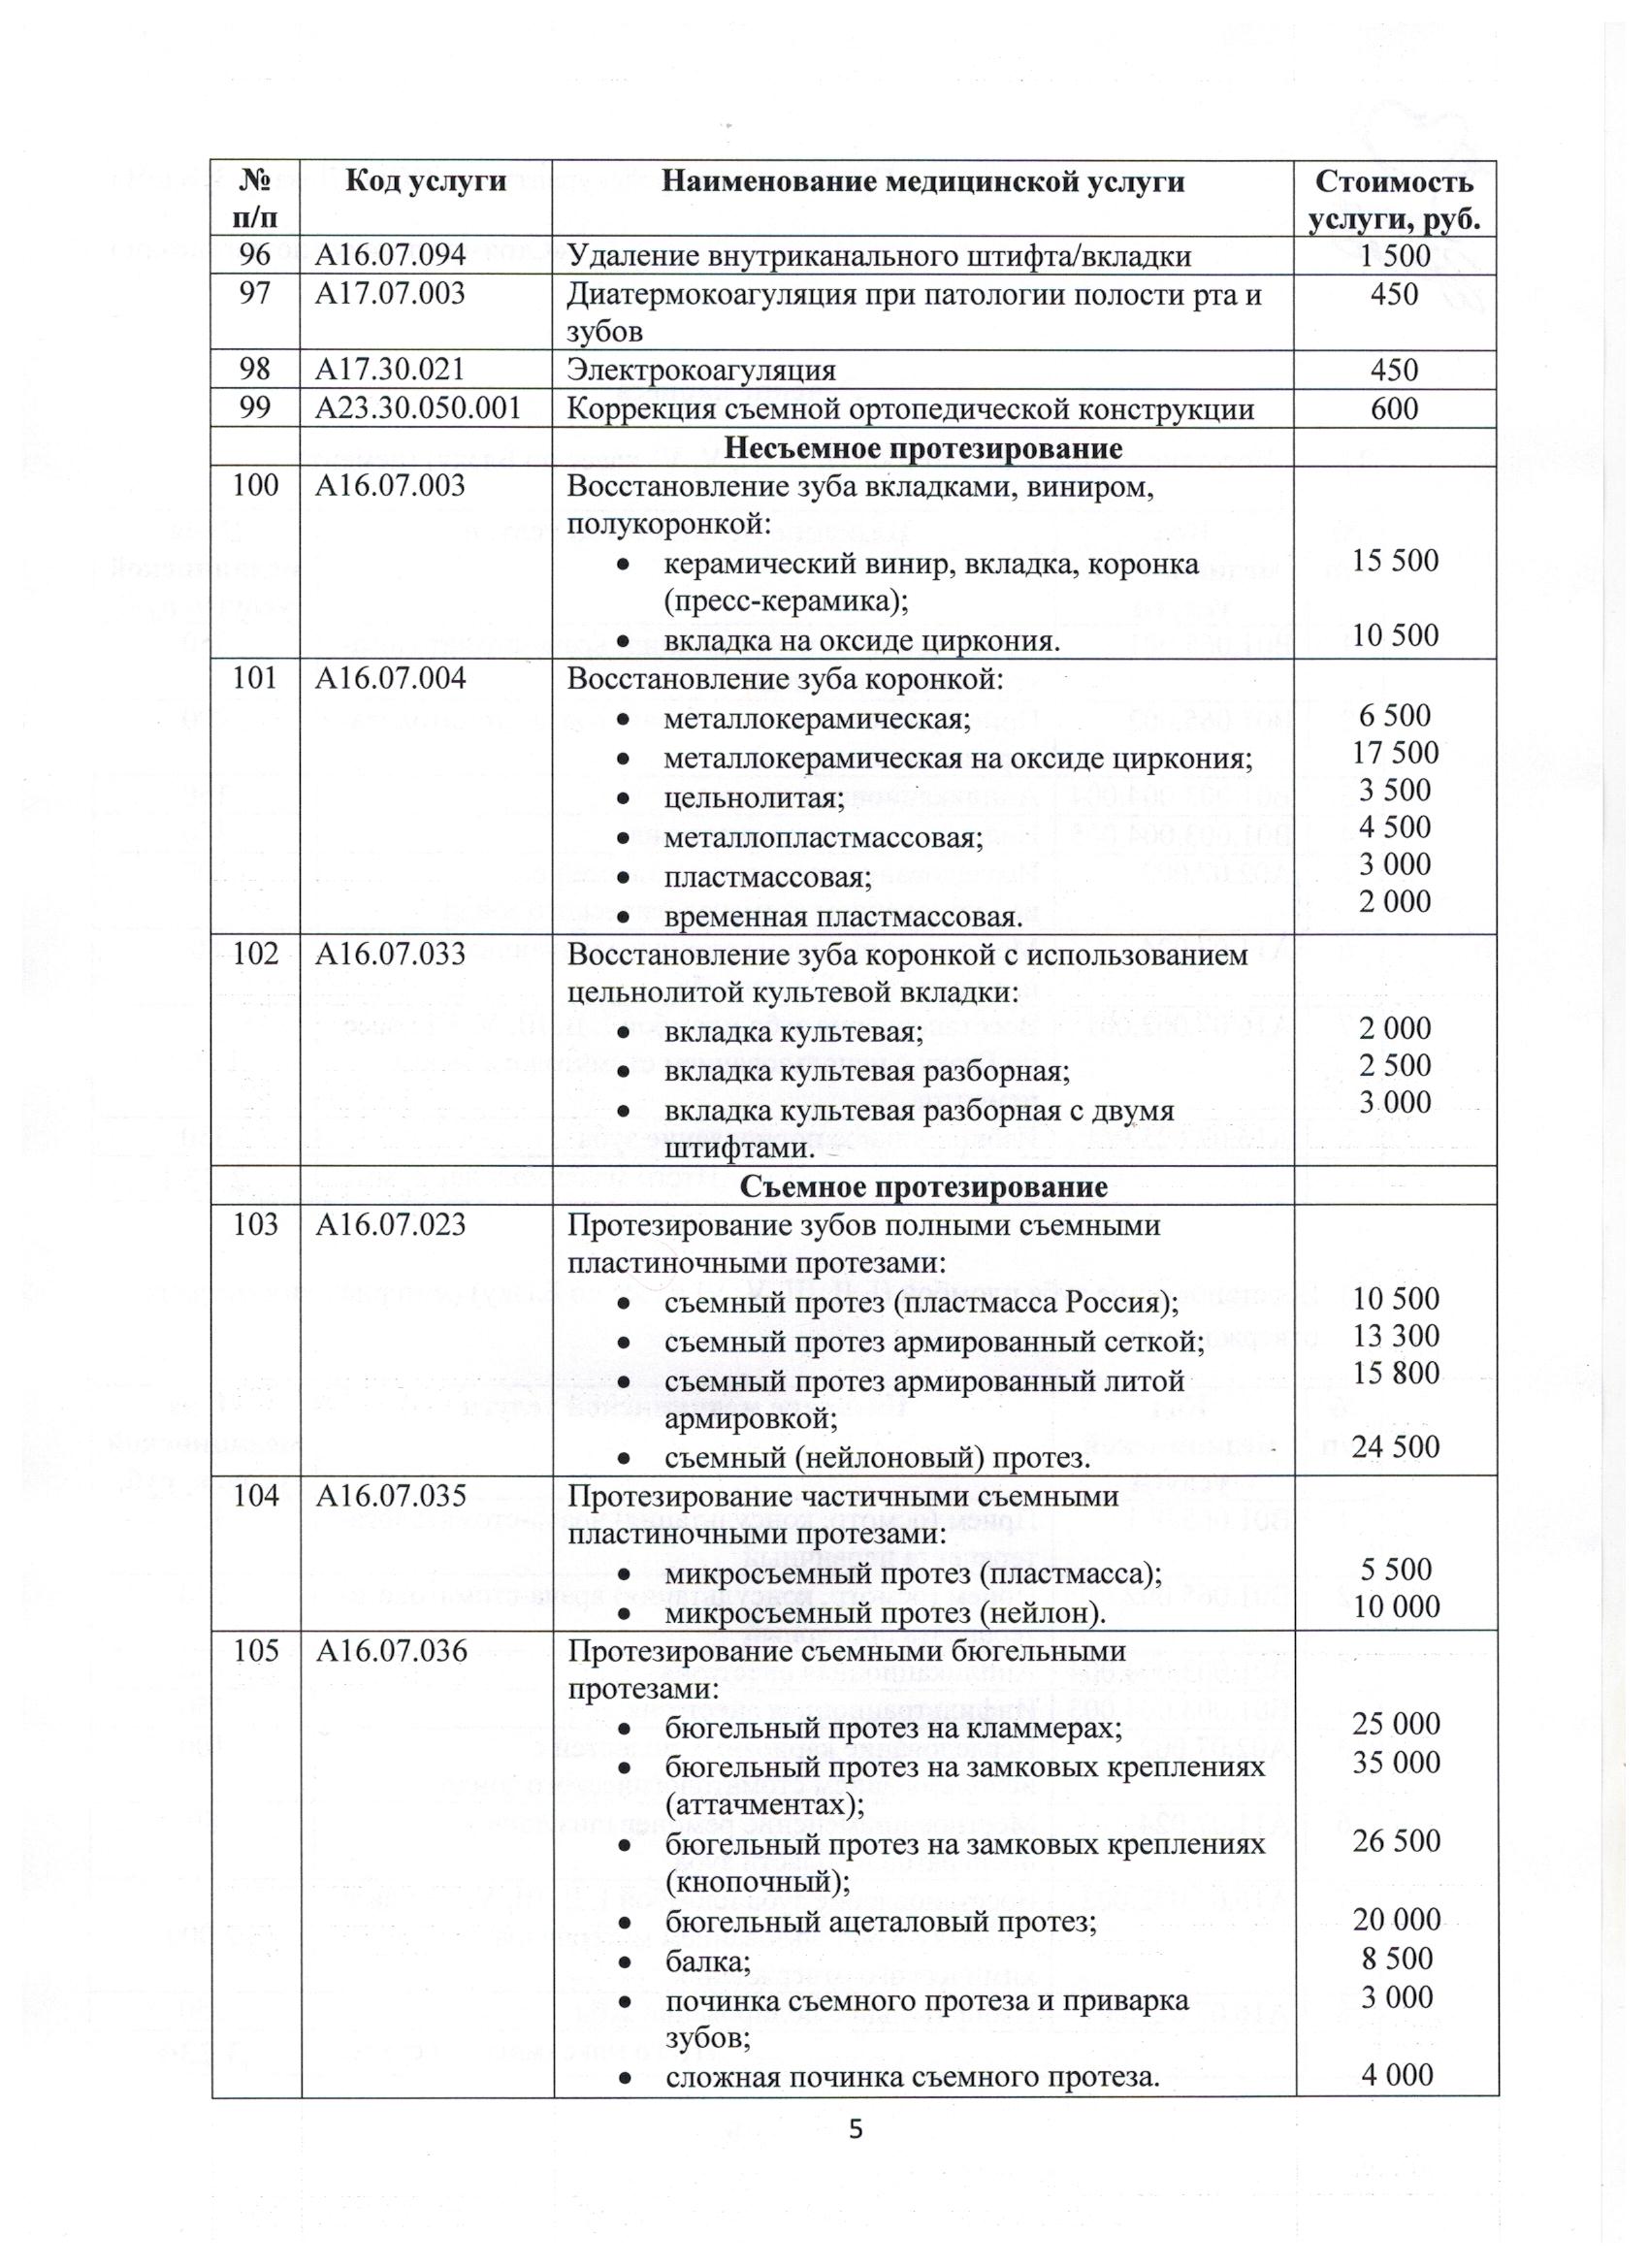 № п/п Код услуги Наименование медицинской услуги Стоимость услуги, руб.
96 А16.07.094 Удаление внутриканального штифта/вкладки 1 500
97 А17.07.003 Диатермокоагуляция при патологии полости рта и 450
зубов
98 А17.30.021 Электрокоагуляция 450
99 А23.30.050.001 Коррекция съемной ортопедической конструкции 600
Несъемное протезирование
100 А16.07.003 Восстановление зуба вкладками, виниром,
полукоронкой:
• керамический винир, вкладка, коронка 15 500
(пресс-керамика);
• вкладка на оксиде циркония. 10 500
101 А16.07.004 Восстановление зуба коронкой:
• металлокерамическая; 6 500
• металлокерамическая на оксиде циркония; 17 500
• цельнолитая; 3 500
• металлопластмассовая; 4 500
• пластмассовая; 3 000
• временная пластмассовая. 2 000
102 А16.07.033 Восстановление зуба коронкой с использованием
цельнолитой культевой вкладки:
• вкладка культевая; 2 000
• вкладка культевая разборная; 2 500
• вкладка культевая разборная с двумя 3 000
штифтами.
Съемное протезирование
103 А16.07.023 Протезирование зубов полными съемными
пластиночными протезами:
• съемный протез (пластмасса Россия); 10 500
• съемный протез армированный сеткой; 13 300
• съемный протез армированный литой 15 800
армировкой;
• съемный (нейлоновый) протез. 24 500
104 А16.07.035 Протезирование частичными съемными
пластиночными протезами:
• микросъемный протез (пластмасса); 5 500
• микросъемный протез (нейлон). 10 000
105 А16.07.036 Протезирование съемными бюгельными
протезами:
• бюгельный протез на кламмерах; 25 000
• бюгельный протез на замковых креплениях 35 000
(аттачментах);
• бюгельный протез на замковых креплениях 26 500
(кнопочный);
• бюгельный ацеталовый протез; 20 000
• балка; 8 500
• починка съемного протеза и приварка 3 000
зубов;
• сложная починка съемного протеза. 4 000
5